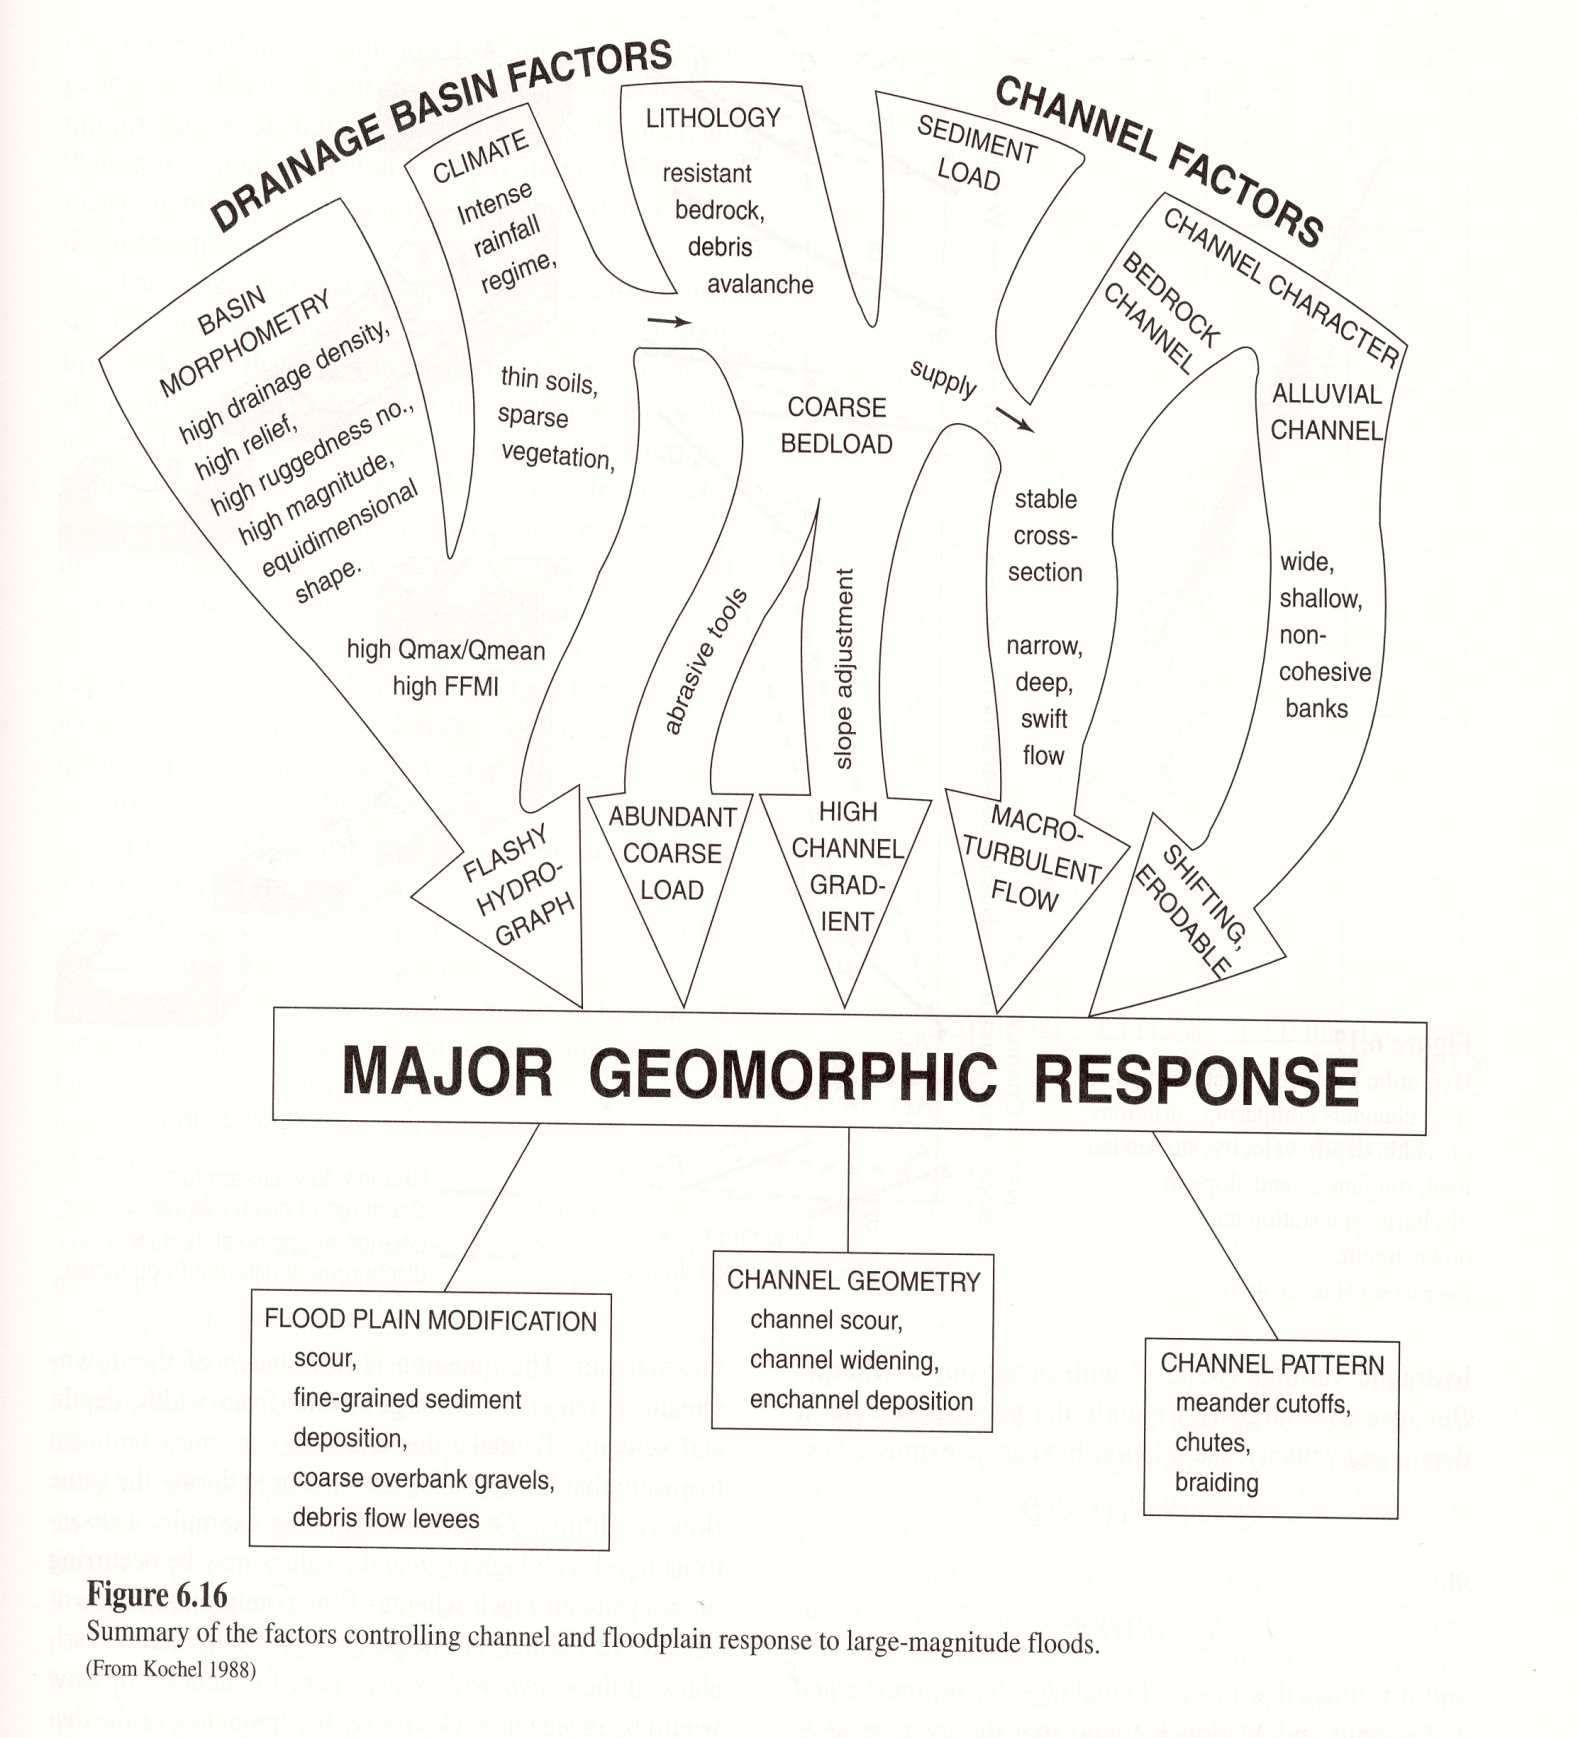 DRAINAGE BASIN FACTORS
CHANNEL FACTORS
BASIN
MORPHOMETRY
high drainage density,
high relief,
high ruggedness no.,
high magnitude,
equidimensional
shape.
CLIMATE
Intense
rainfall
regime,
thin soils,
sparse
vegetation,
high Qmax/Qmean
high FFMI
LITHOLOGY
resistant
bedrock,
debris
avalanche
SEDIMENT
LOAD
supply
COARSE
BEDLOAD
CHANNEL CHARACTER
BEDROCK
CHANNEL
ALLUVIAL
CHANNEL
abrasive tools
slope adjustment
stable
cross-
section
narrow,
deep,
swift
flow
wide,
shallow,
non-
cohesive
banks
FLASHY
HYDRO-
GRAPH
ABUNDANT
COARSE
LOAD
HIGH
CHANNEL
GRAD-
IENT
MACRO-
TURBULENT
FLOW
SHIFTING,
ERODABLE
MAJOR GEOMORPHIC RESPONSE
FLOOD PLAIN MODIFICATION
scour,
fine-grained sediment
deposition,
coarse overbank gravels,
debris flow levees
CHANNEL GEOMETRY
channel scour,
channel widening,
enchannel deposition
CHANNEL PATTERN
meander cutoffs,
chutes,
braiding
Figure 6.16
Summary of the factors controlling channel and floodplain response to large-magnitude floods.
(From Kochel 1988)